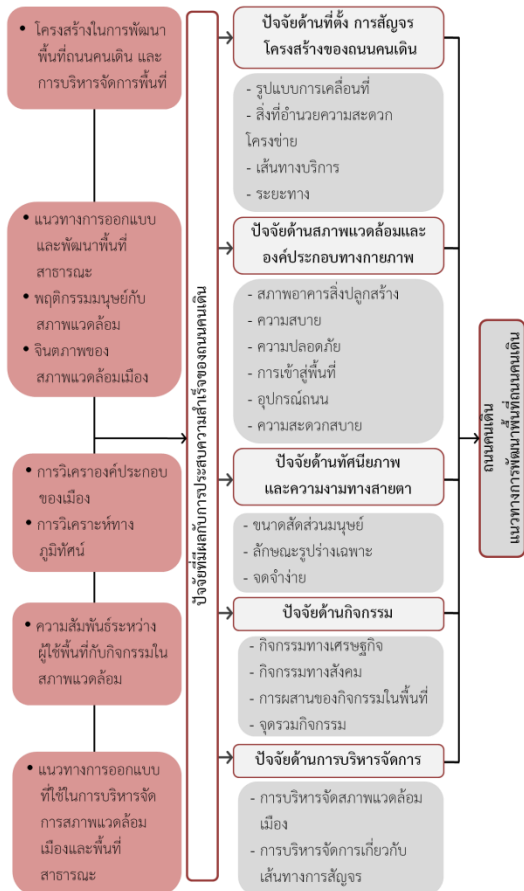 • โครงสร้างในการพัฒนา
พื้นที่ถนนคนเดิน และ
การบริหารจัดการพื้นที่
• แนวทางการออกแบบ
และพัฒนาพื้นที่
สาธารณะ
• พฤติกรรมมนุษย์กับ
สภาพแวดล้อม
• จินตภาพของ
สภาพแวดล้อมเมือง
• การวิเคราองค์ประกอบ
ของเมือง
• การวิเคราะห์ทาง
ภูมิทัศน์
• ความสัมพันธ์ระหว่าง
ผู้ใช้พื้นที่กับกิจกรรมใน
สภาพแวดล้อม
• แนวทางการออกแบบ
ที่ใช้ในการบริหารจัด
การสภาพแวดล้อม
เมืองและพื้นที่
สาธารณะ
ปัจจัยที่มีผลกับการประสบความสำเร็จของถนนคนเดิน
ปัจจัยด้านที่ตั้ง การสัญจร
โครงสร้างของถนนคนเดิน
- รูปแบบการเคลื่อนที่
- สิ่งที่อำนวยความสะดวก
โครงข่าย
- เส้นทางบริการ
- ระยะทาง
ปัจจัยด้านสภาพแวดล้อมและ
องค์ประกอบทางกายภาพ
- สภาพอาคารสิ่งปลูกสร้าง
- ความสบาย
- ความปลอดภัย
- การเข้าสู่พื้นที่
- อุปกรณ์ถนน
- ความสะดวกสบาย
ปัจจัยด้านทัศนียภาพ
และความงามทางสายตา
- ขนาดสัดส่วนมนุษย์
- ลักษณะรูปร่างเฉพาะ
- จดจำง่าย
ปัจจัยด้านกิจกรรม
- กิจกรรมทางเศรษฐกิจ
- กิจกรรมทางสังคม
- การผสานของกิจกรรมในพื้นที่
- จุดรวมกิจกรรม
ปัจจัยด้านการบริหารจัดการ
- การบริหารจัดสภาพแวดล้อม
เมือง
- การบริหารจัดการเกี่ยวกับ
เส้นทางการสัญจร
แนวทางการพัฒนาพื้นที่ถนนคนเดิน
ถนนคนเดิน